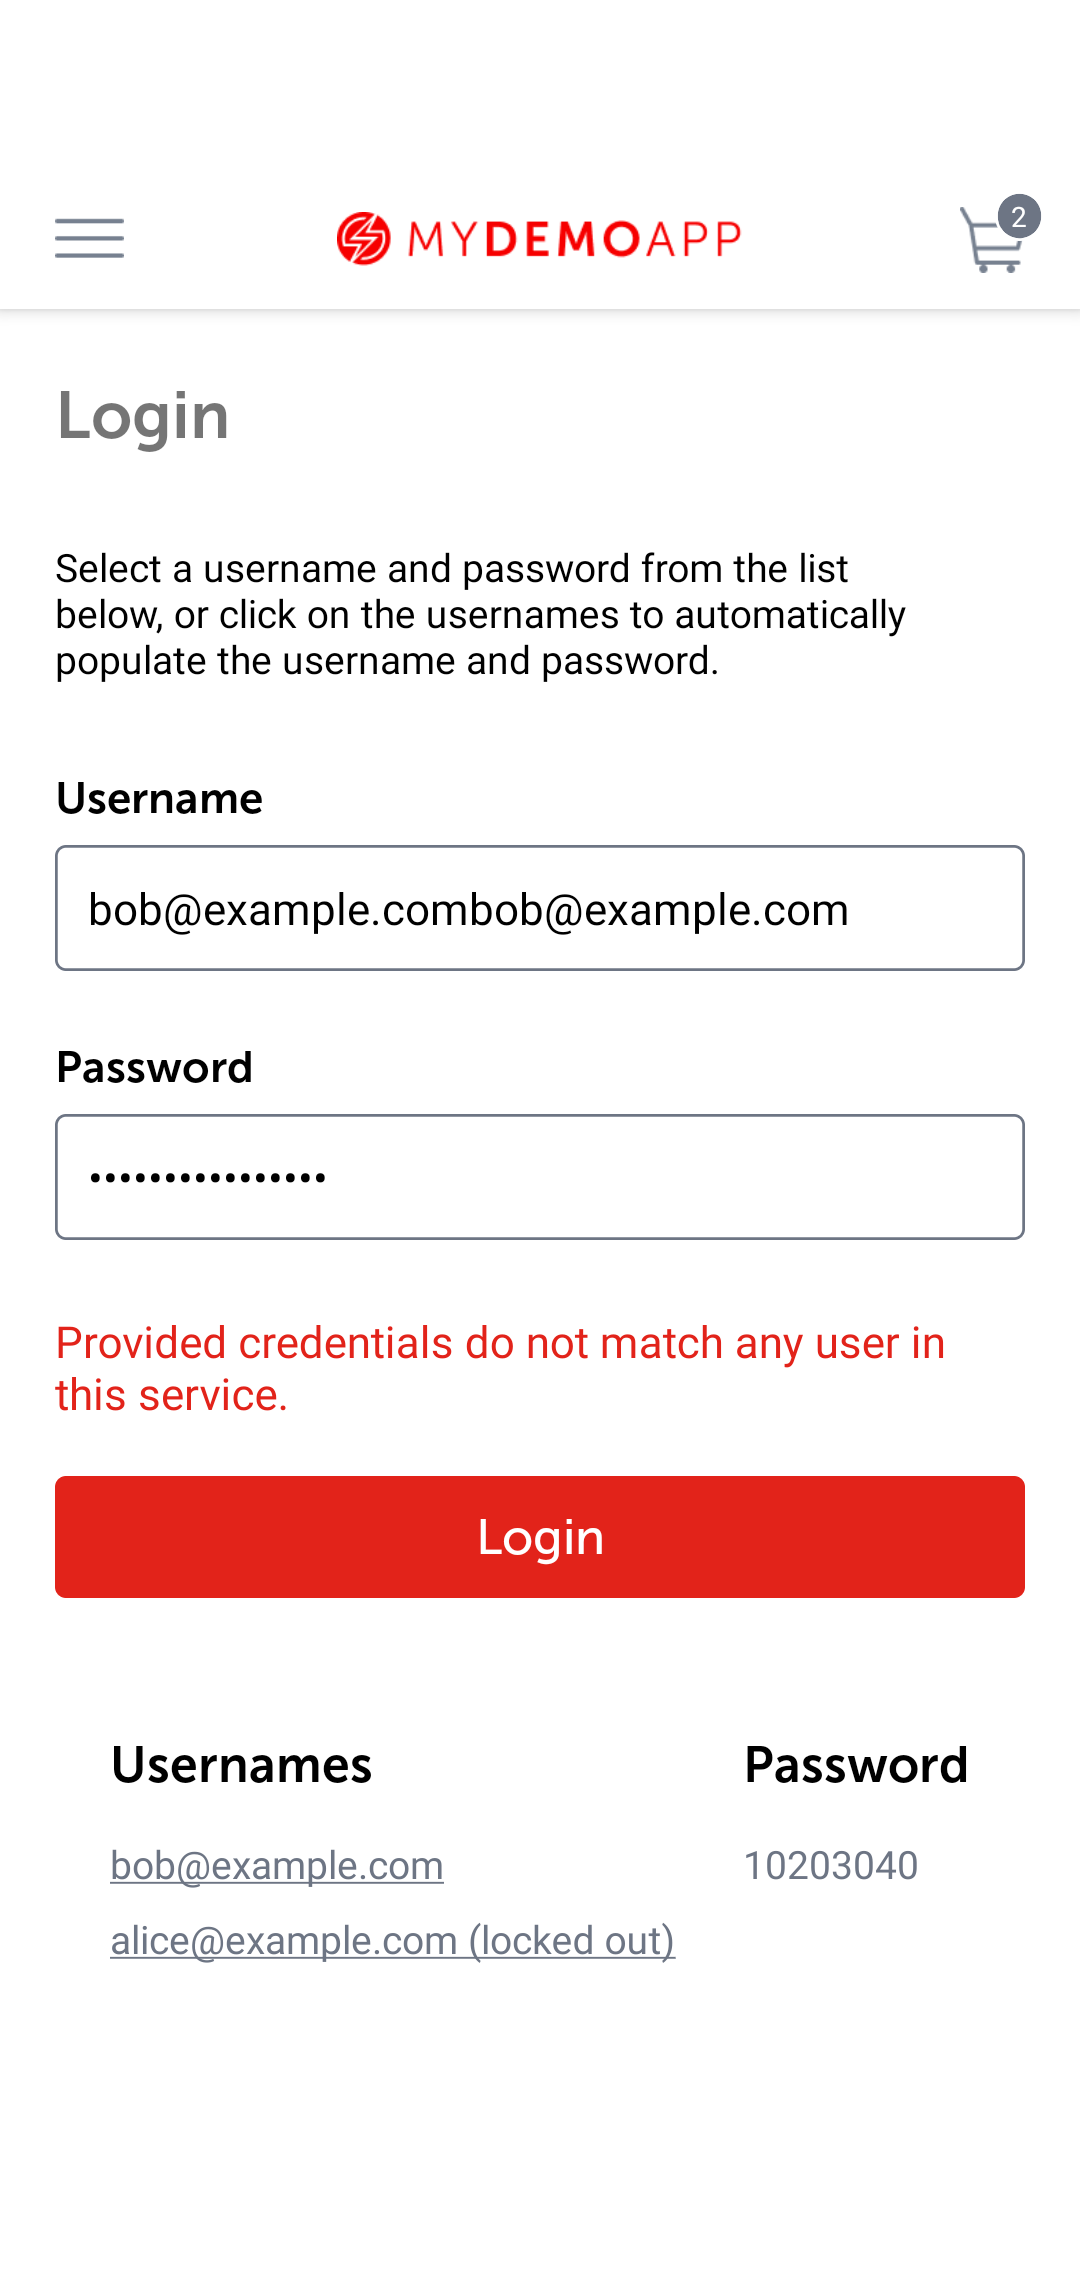 MYDEMOAPP
2
Login
Select a username and password from the list
below, or click on the usernames to automatically
populate the username and password.
Username
bob@example.combob@example.com
Password
••••••••••••••••
Provided credentials do not match any user in
this service.
Login
Usernames Password
bob@example.com 10203040
alice@example.com (locked out)